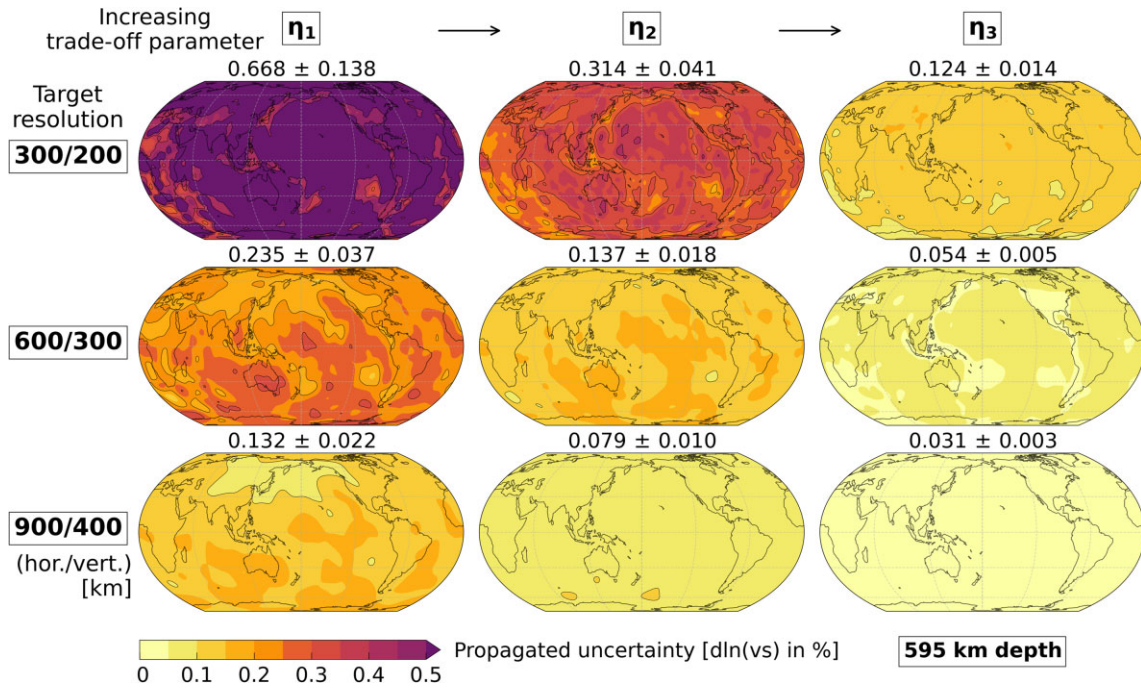 Increasing
trade-off parameter
η1
η2
η3
Target
resolution
0.668 ± 0.138
0.314 ± 0.041
0.124 ± 0.014
300/200
0.235 ± 0.037
0.137 ± 0.018
0.054 ± 0.005
600/300
0.132 ± 0.022
0.079 ± 0.010
0.031 ± 0.003
900/400
(hor./vert.)
[km]
0 0.1 0.2 0.3 0.4 0.5
Propagated uncertainty [dln(vs) in %]
595 km depth